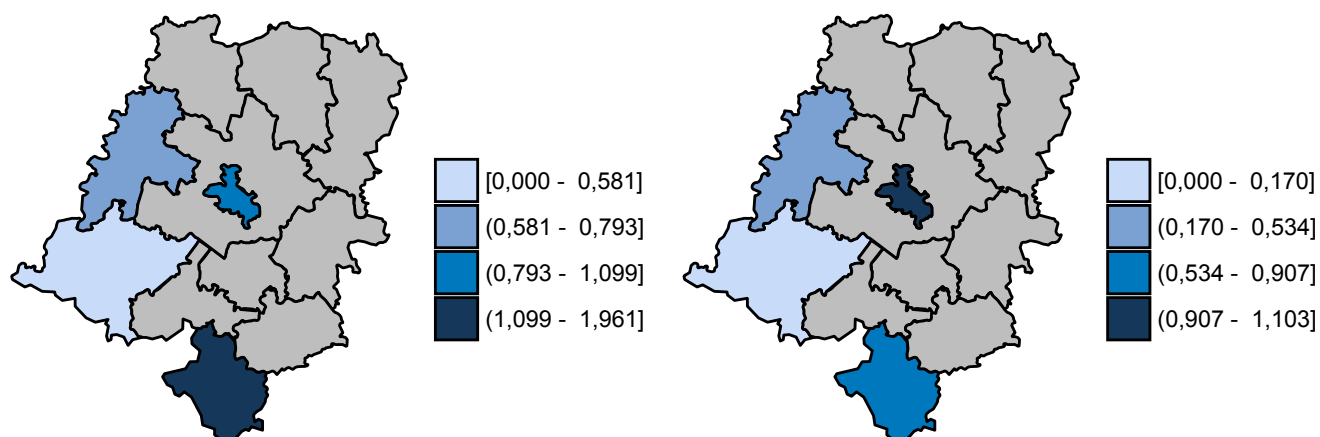 [0,000 - 0,581]
(0,581 - 0,793]
(0,793 - 1,099]
(1,099 - 1,961]
[0,000 - 0,170]
(0,170 - 0,534]
(0,534 - 0,907]
(0,907 - 1,103]